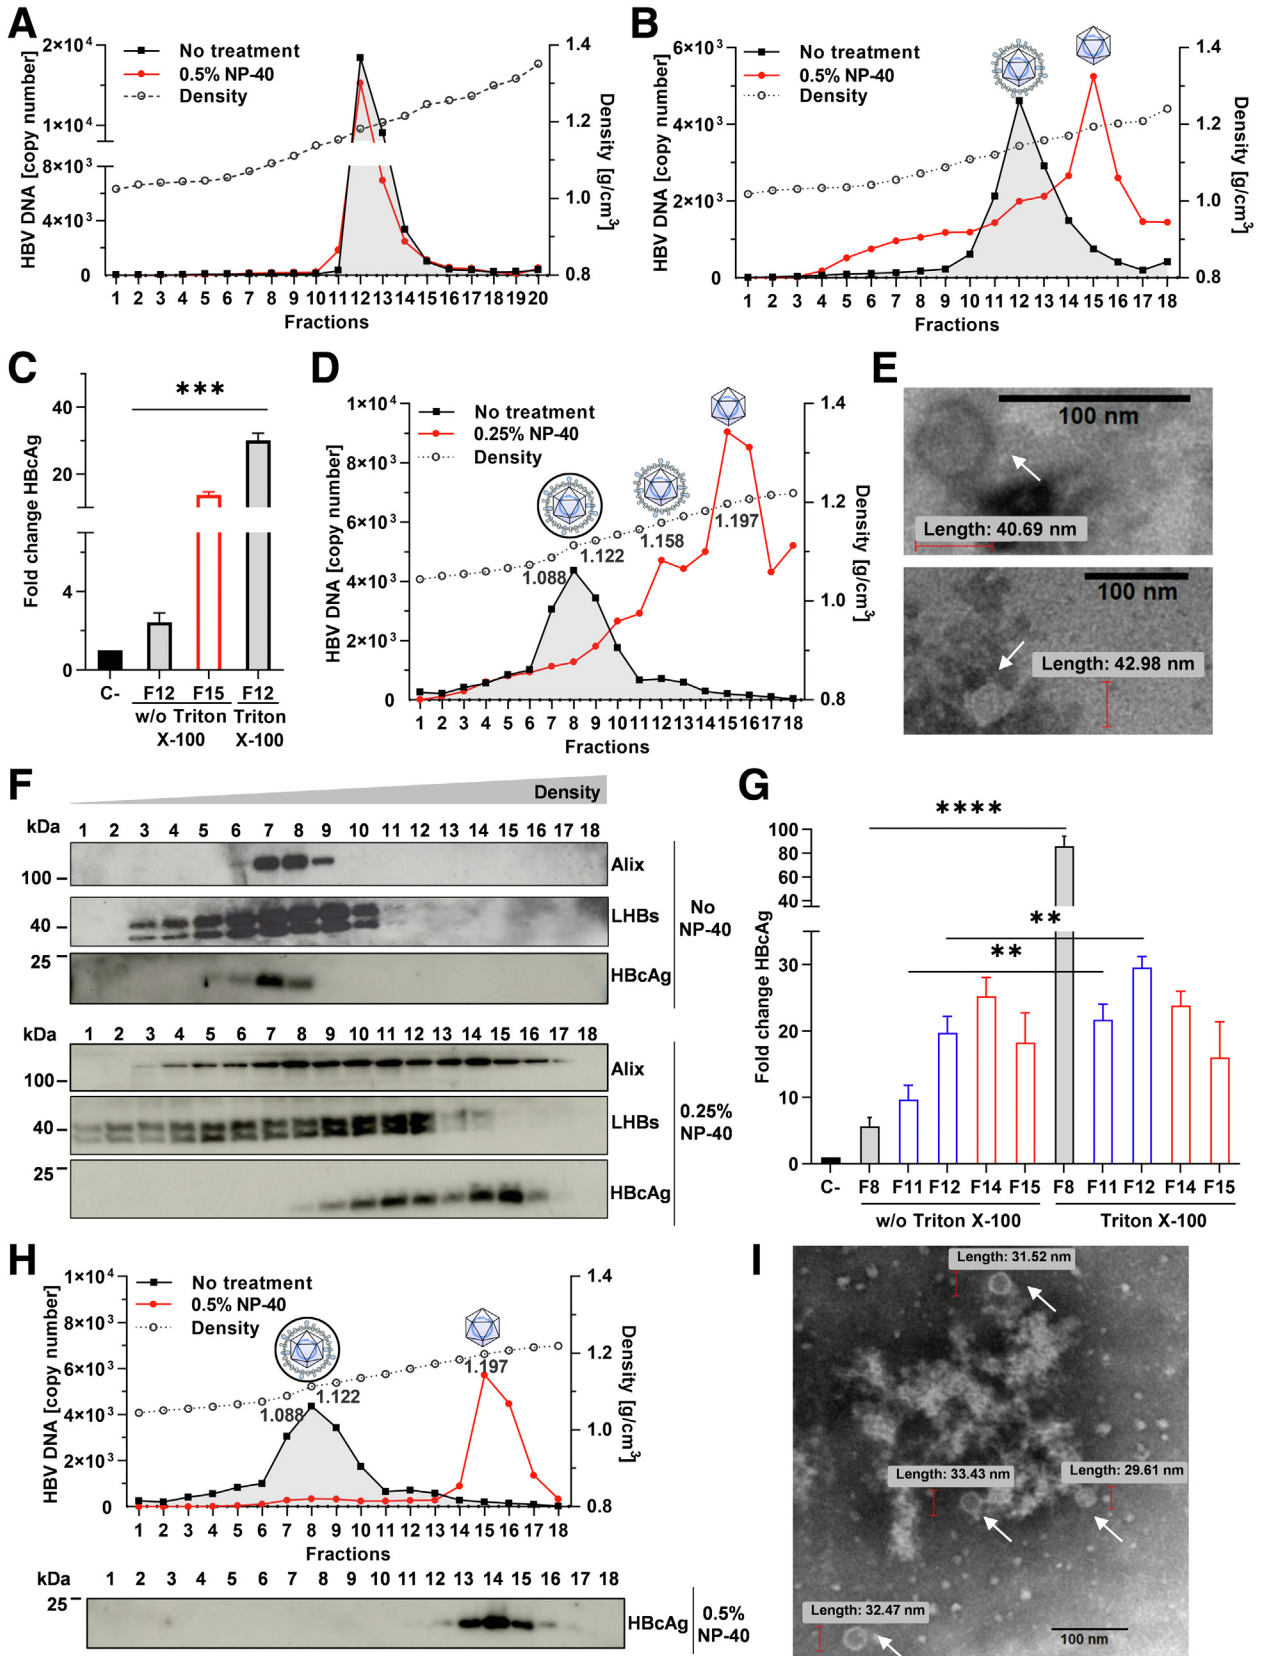 A
HBV DNA [copy number]
2×10⁴
1×10⁴
8×10³
4×10³
0
No treatment
0.5% NP-40
Density
1.4
1.2
1.0
0.8
Density [g/cm³]
1 2 3 4 5 6 7 8 9 10 11 12 13 14 15 16 17 18 19 20
Fractions
B
HBV DNA [copy number]
6×10³
4×10³
2×10³
0
No treatment
0.5% NP-40
Density
1.4
1.2
1.0
0.8
Density [g/cm³]
1 2 3 4 5 6 7 8 9 10 11 12 13 14 15 16 17 18
Fractions
C
Fold change HBcAg
40
20
4
0
***
C- F12 F15 F12
w/o Triton X-100
Triton X-100
D
HBV DNA [copy number]
1×10⁴
8×10³
6×10³
4×10³
2×10³
0
No treatment
0.25% NP-40
Density
1.088
1.122
1.158
1.197
1.4
1.2
1.0
0.8
Density [g/cm³]
1 2 3 4 5 6 7 8 9 10 11 12 13 14 15 16 17 18
Fractions
E
100 nm
Length: 40.69 nm
100 nm
Length: 42.98 nm
F
Density
kDa 1 2 3 4 5 6 7 8 9 10 11 12 13 14 15 16 17 18
100 Alix
40 LHBs
25 HBcAg
No NP-40
1 2 3 4 5 6 7 8 9 10 11 12 13 14 15 16 17 18
kDa
100 Alix
40 LHBs
25 HBcAg
0.25% NP-40
G
Fold change HBcAg
100
80
60
40
30
20
10
0
****
**
**
C- F8 F11 F12 F14 F15 F8 F11 F12 F14 F15
w/o Triton X-100 Triton X-100
H
HBV DNA [copy number]
1×10⁴
8×10³
6×10³
4×10³
2×10³
0
No treatment
0.5% NP-40
Density
1.088
1.122
1.197
1.4
1.2
1.0
0.8
Density [g/cm³]
1 2 3 4 5 6 7 8 9 10 11 12 13 14 15 16 17 18
Fractions
kDa 1 2 3 4 5 6 7 8 9 10 11 12 13 14 15 16 17 18
25
HBcAg
0.5% NP-40
I
Length: 31.52 nm
Length: 33.43 nm
Length: 29.61 nm
Length: 32.47 nm
100 nm